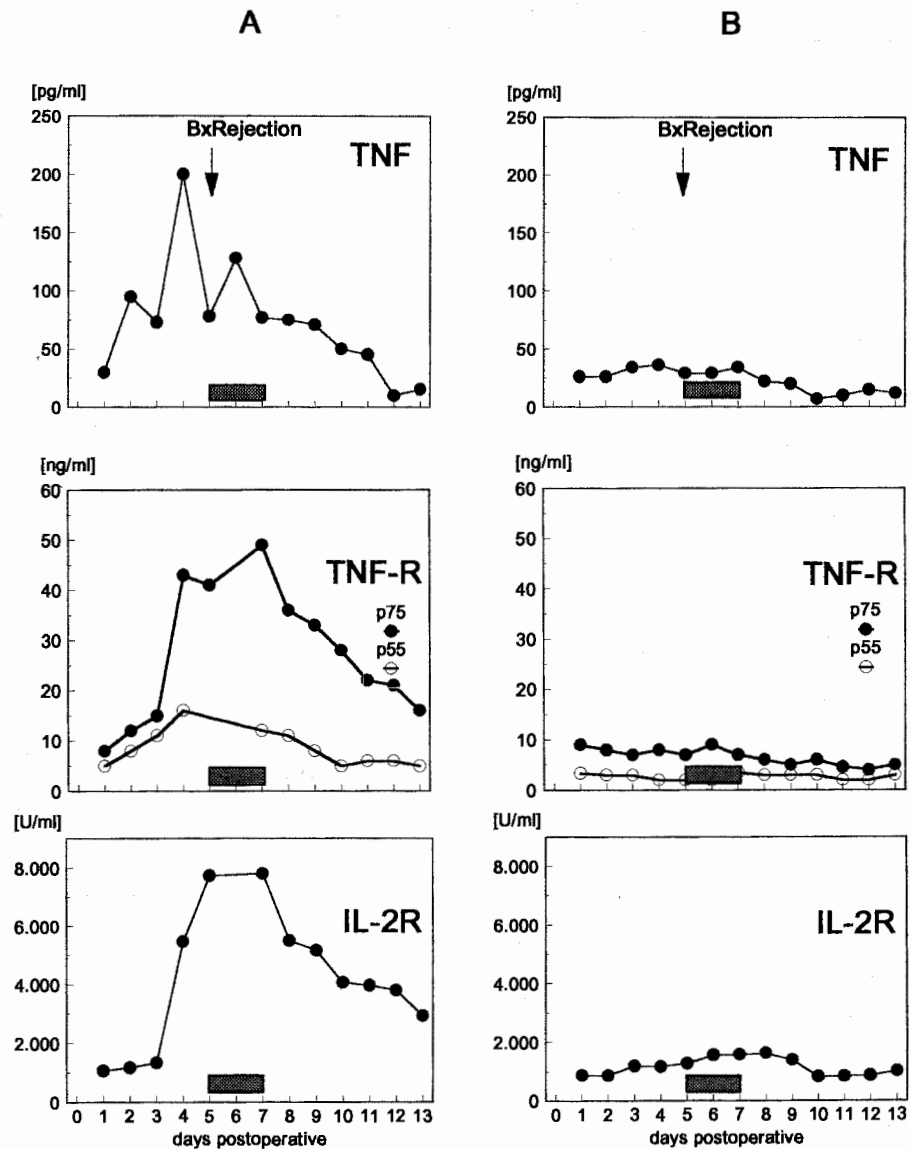 A
B
[pg/ml]
250
200
150
100
50
0
BxRejection
TNF
[pg/ml]
250
200
150
100
50
0
BxRejection
TNF
[ng/ml]
60
50
40
30
20
10
0
TNF-R
p75
p55
[ng/ml]
60
50
40
30
20
10
0
TNF-R
p75
p55
[U/ml]
8.000
6.000
4.000
2.000
0
IL-2R
0 1 2 3 4 5 6 7 8 9 10 11 12 13
days postoperative
[U/ml]
8.000
6.000
4.000
2.000
0
IL-2R
0 1 2 3 4 5 6 7 8 9 10 11 12 13
days postoperative